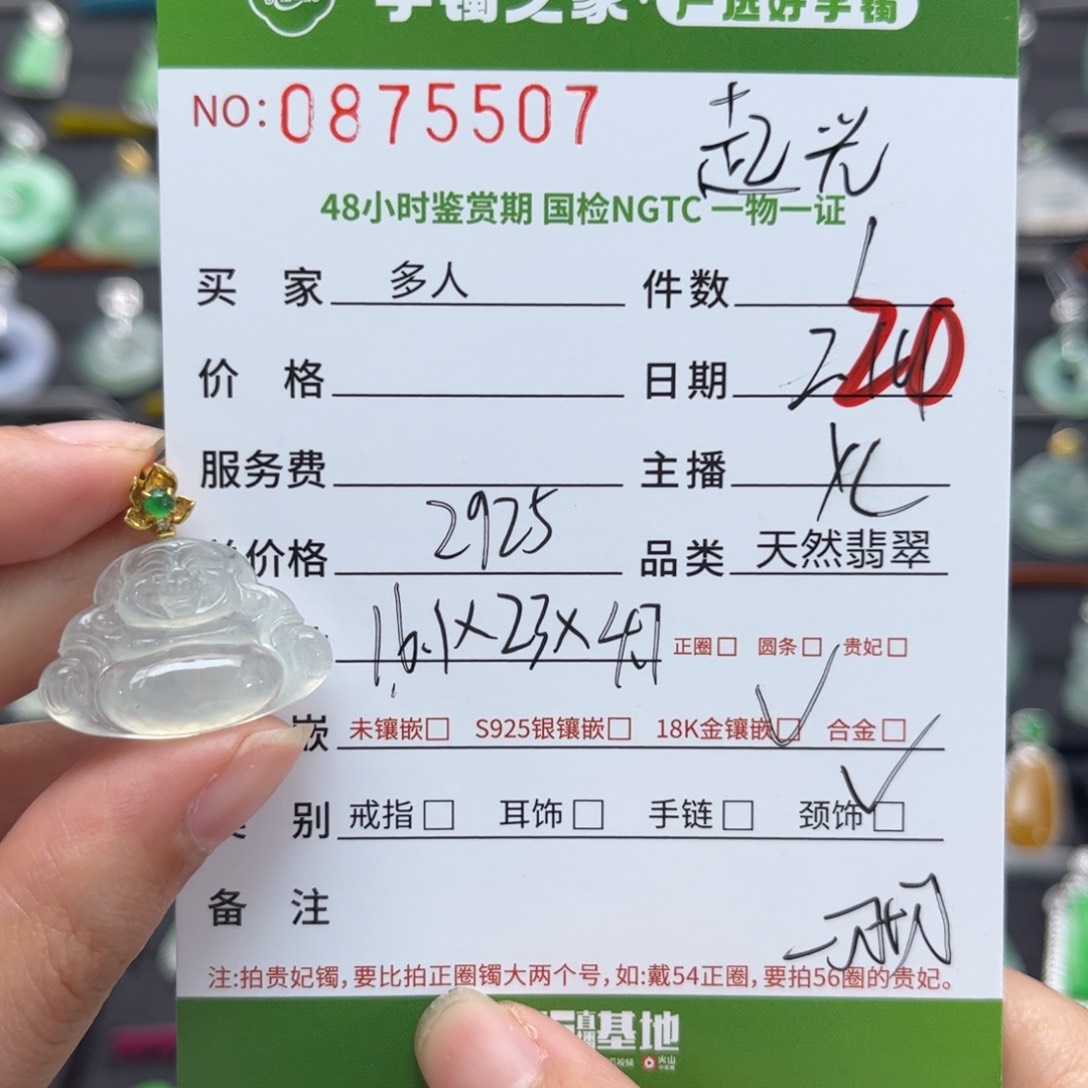 手镯之家·严选好手镯
NO:0875507
起光
48小时鉴赏期 国检NGTC 一物一证
买 家 多人 件数 1
价 格 日期 20
服务费 主播
价格 2925 品类 天然翡翠
16.1×23×4.7 正圈□ 圆条□ 贵妃□
嵌 未镶嵌□ S925银镶嵌□ 18K金镶嵌□ 合金□
类 别 戒指□ 耳饰□ 手链□ 颈饰□
备 注
注:拍贵妃镯,要比拍正圈镯大两个号,如:戴54正圈,要拍56圈的贵妃。
直播基地
火山